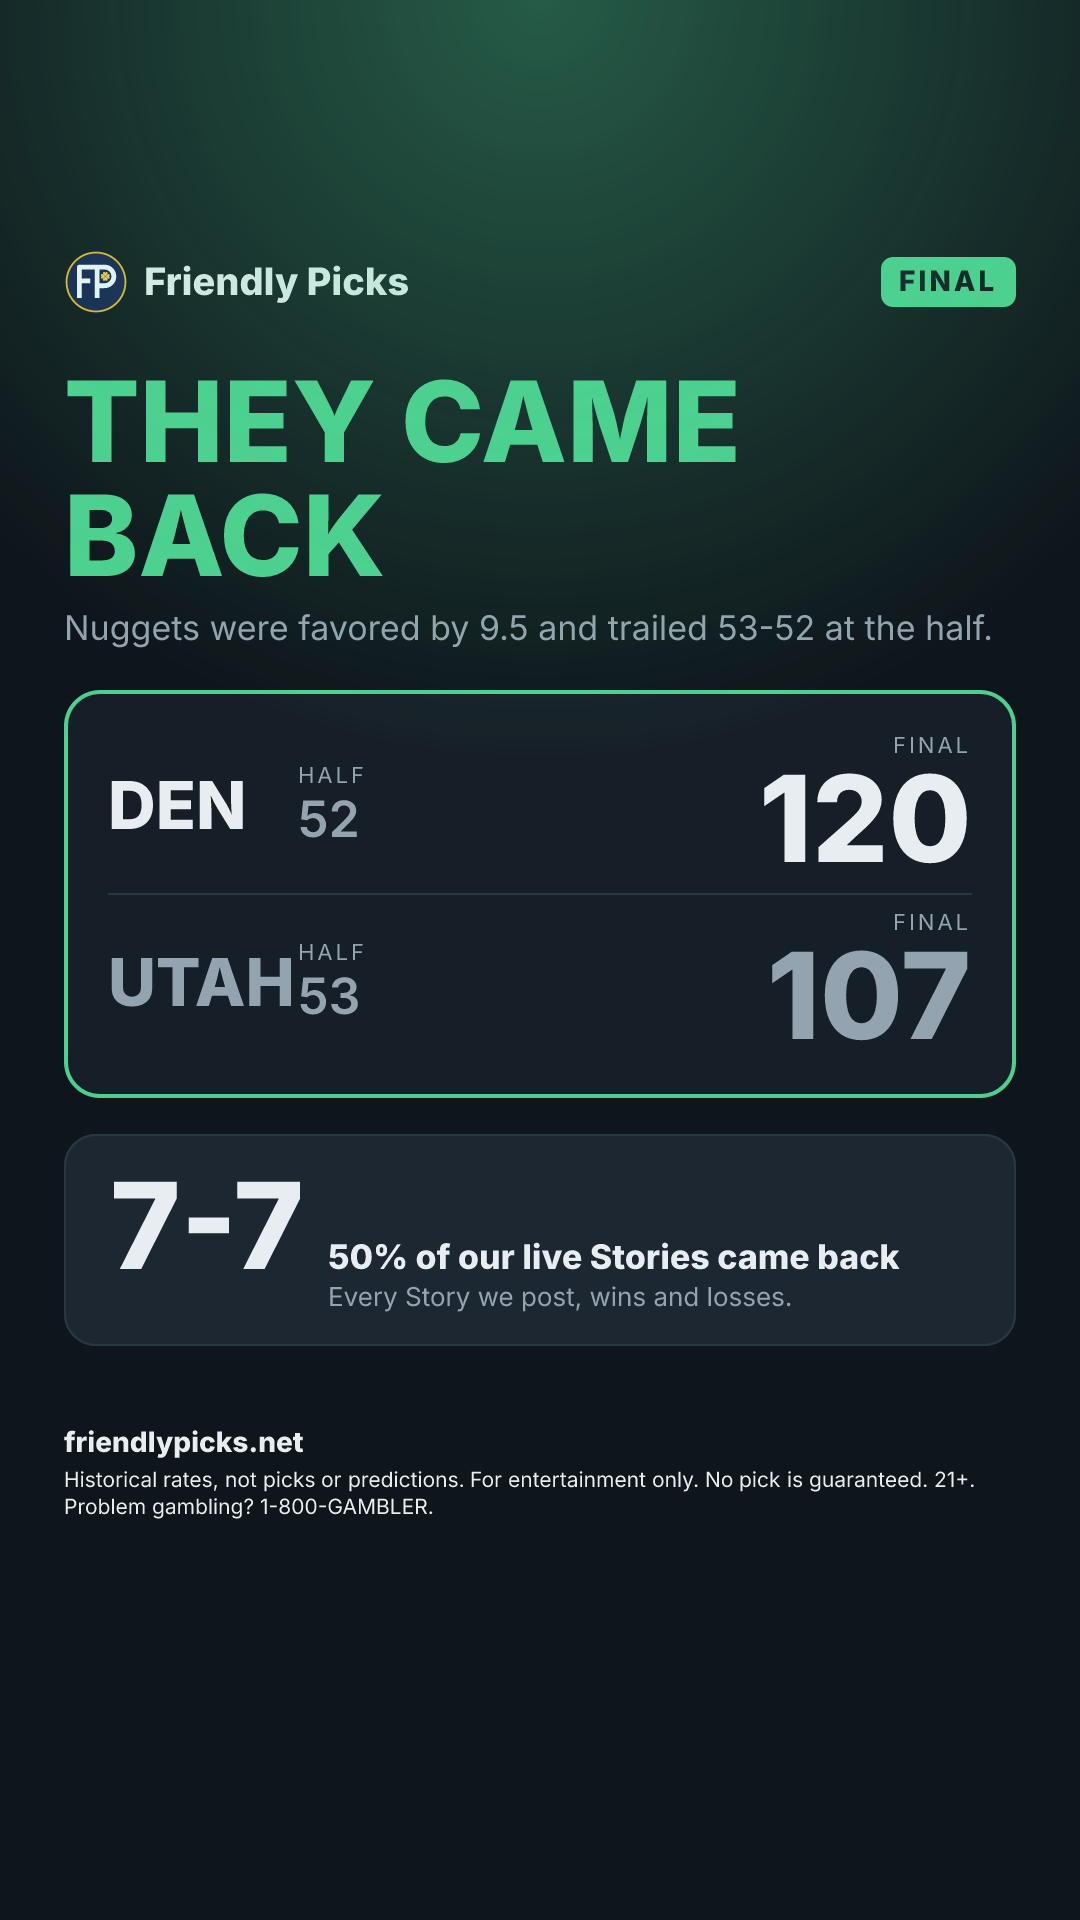 FP
Friendly Picks
FINAL
THEY CAME
BACK
Nuggets were favored by 9.5 and trailed 53-52 at the half.
FINAL
HALF
DEN 52 120
FINAL
HALF
UTAH 53 107
7-7
50% of our live Stories came back
Every Story we post, wins and losses.
friendlypicks.net
Historical rates, not picks or predictions. For entertainment only. No pick is guaranteed. 21+.
Problem gambling? 1-800-GAMBLER.